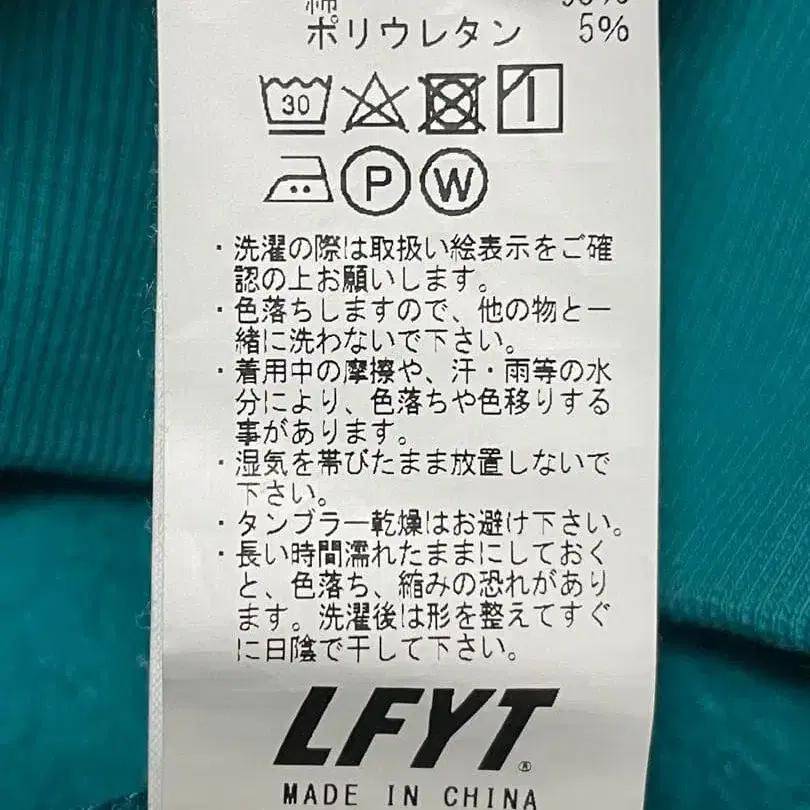 綿
ポリウレタン 5%
30
P W
・洗濯の際は取扱い絵表示をご確
認の上お願いします。
・色落ちしますので、他の物と一
緒に洗わないで下さい。
・着用中の摩擦や、汗・雨等の水
分により、色落ちや色移りする
事があります。
・湿気を帯びたまま放置しないで
下さい。
・タンブラー乾燥はお避け下さい。
・長い時間濡れたままにしておく
と、色落ち、縮みの恐れがあり
ます。洗濯後は形を整えてすぐ
に日陰で干して下さい。
LFYT®
MADE IN CHINA